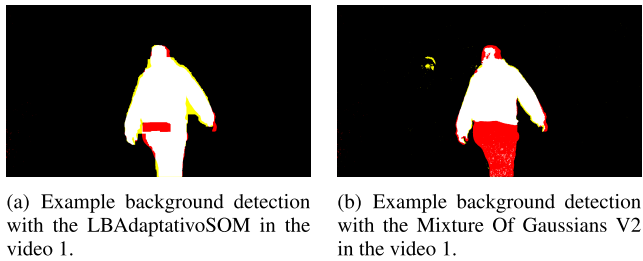 (a) Example background detection
with the LBAdaptativoSOM in the
video 1.
(b) Example background detection
with the Mixture Of Gaussians V2
in the video 1.